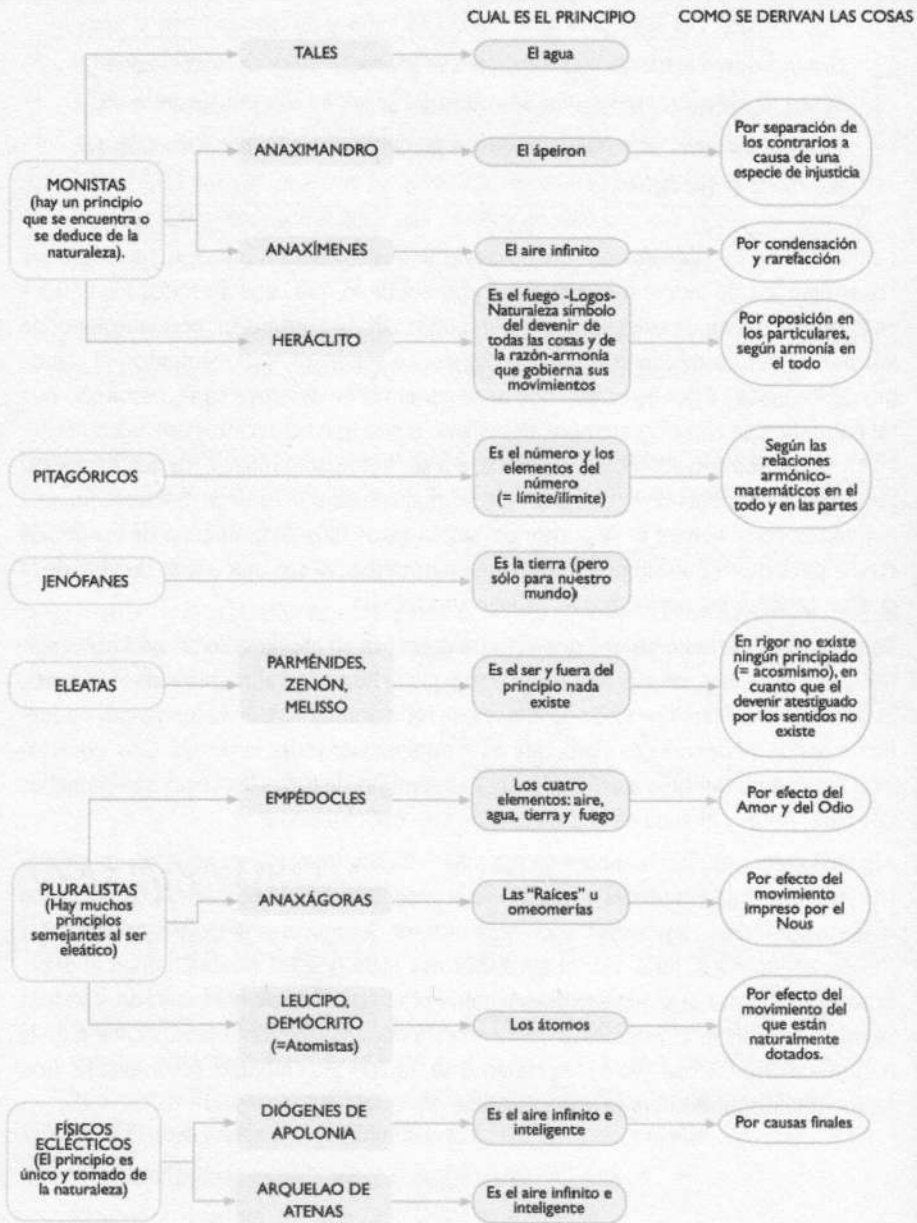 CUAL ES EL PRINCIPIO
COMO SE DERIVAN LAS COSAS
MONISTAS
(hay un principio
que se encuentra o
se deduce de la
naturaleza).
TALES
El agua
ANAXIMANDRO
El ápeiron
Por separación de
los contrarios a
causa de una
especie de injusticia
ANAXÍMENES
El aire infinito
Por condensación
y rarefacción
HERÁCLITO
Es el fuego -Logos-
Naturaleza símbolo
del devenir de
todas las cosas y de
la razón-armonía
que gobierna sus
movimientos
Por oposición en
los particulares,
según armonía en
el todo
PITAGÓRICOS
Es el número y los
elementos del
número
(= límite/ilímite)
Según las
relaciones
armónico-
matemáticos en el
todo y en las partes
JENÓFANES
Es la tierra (pero
sólo para nuestro
mundo)
ELEATAS
PARMÉNIDES,
ZENÓN,
MELISSO
Es el ser y fuera del
principio nada
existe
En rigor no existe
ningún principiado
(= acosmismo), en
cuanto que el
devenir atestiguado
por los sentidos no
existe
PLURALISTAS
(Hay muchos
principios
semejantes al ser
eleático)
EMPÉDOCLES
Los cuatro
elementos: aire,
agua, tierra y fuego
Por efecto del
Amor y del Odio
ANAXÁGORAS
Las "Raíces" u
omeomerías
Por efecto del
movimiento
impreso por el
Nous
LEUCIPO,
DEMÓCRITO
(=Atomistas)
Los átomos
Por efecto del
movimiento del
que están
naturalmente
dotados.
FÍSICOS
ECLÉCTICOS
(El principio es
único y tomado de
la naturaleza)
DIÓGENES DE
APOLONIA
Es el aire infinito e
inteligente
Por causas finales
ARQUELAO DE
ATENAS
Es el aire infinito e
inteligente